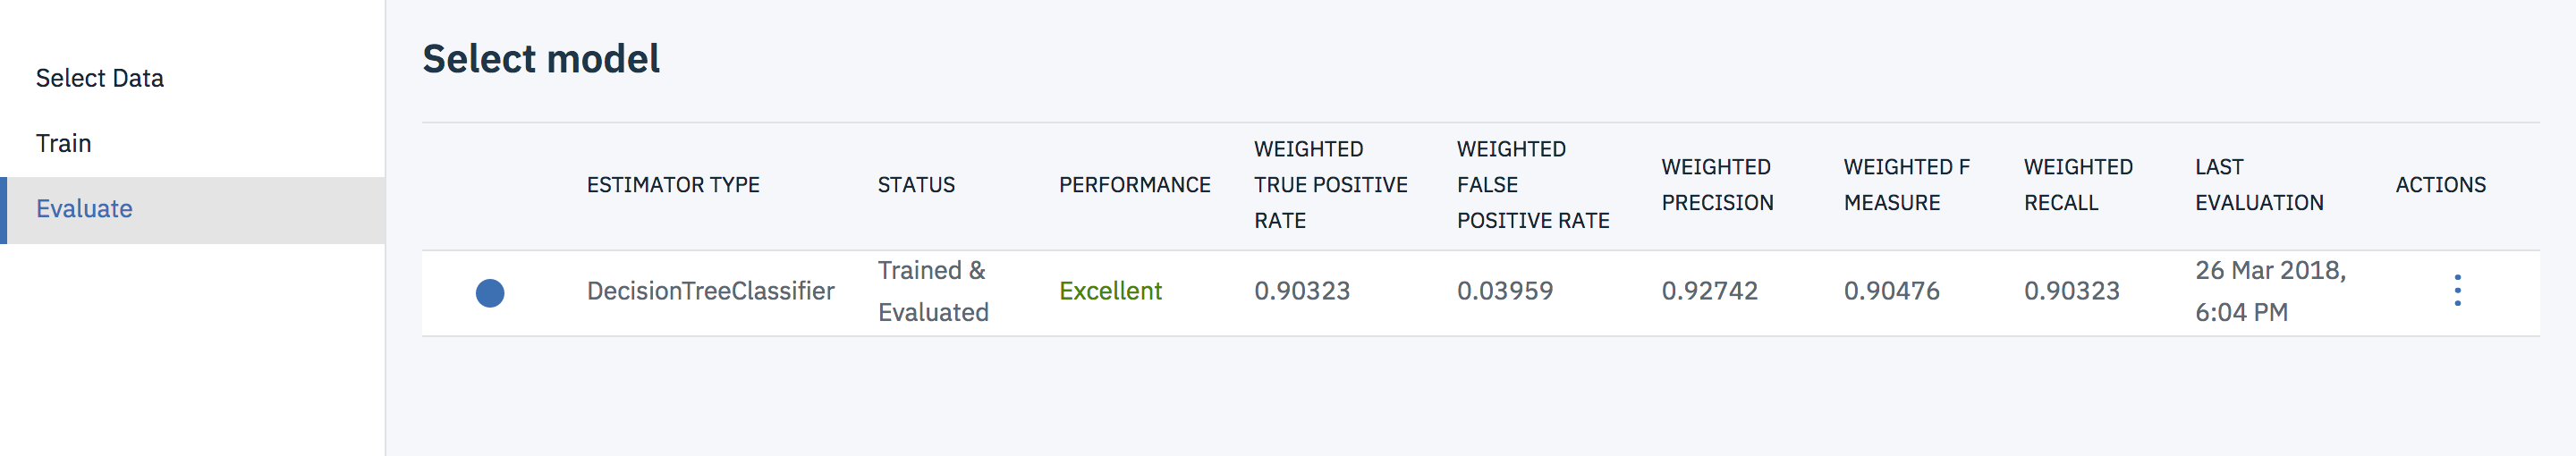 Select Data
Train
Evaluate
Select model
ESTIMATOR TYPE
STATUS
PERFORMANCE
WEIGHTED
TRUE POSITIVE
RATE
WEIGHTED
FALSE
POSITIVE RATE
WEIGHTED
PRECISION
WEIGHTED F
MEASURE
WEIGHTED
RECALL
LAST
EVALUATION
ACTIONS
DecisionTreeClassifier
Trained &
Evaluated
Excellent
0.90323
0.03959
0.92742
0.90476
0.90323
26 Mar 2018,
6:04 PM